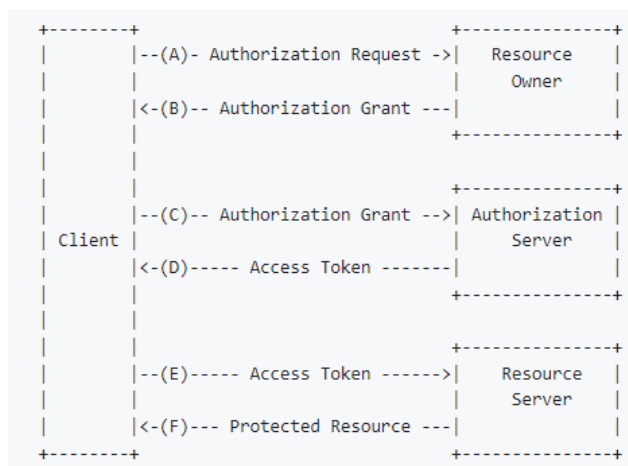 +--------+                               +---------------+
|        |--(A)- Authorization Request ->|   Resource    |
|        |                               |     Owner     |
|        |<-(B)-- Authorization Grant ---|               |
|        |                               +---------------+
|        |
|        |                               +---------------+
|        |--(C)-- Authorization Grant -->| Authorization |
| Client |                               |     Server    |
|        |<-(D)----- Access Token -------|               |
|        |                               +---------------+
|        |
|        |                               +---------------+
|        |--(E)----- Access Token ------>|    Resource   |
|        |                               |     Server    |
|        |<-(F)--- Protected Resource ---|               |
+--------+                               +---------------+